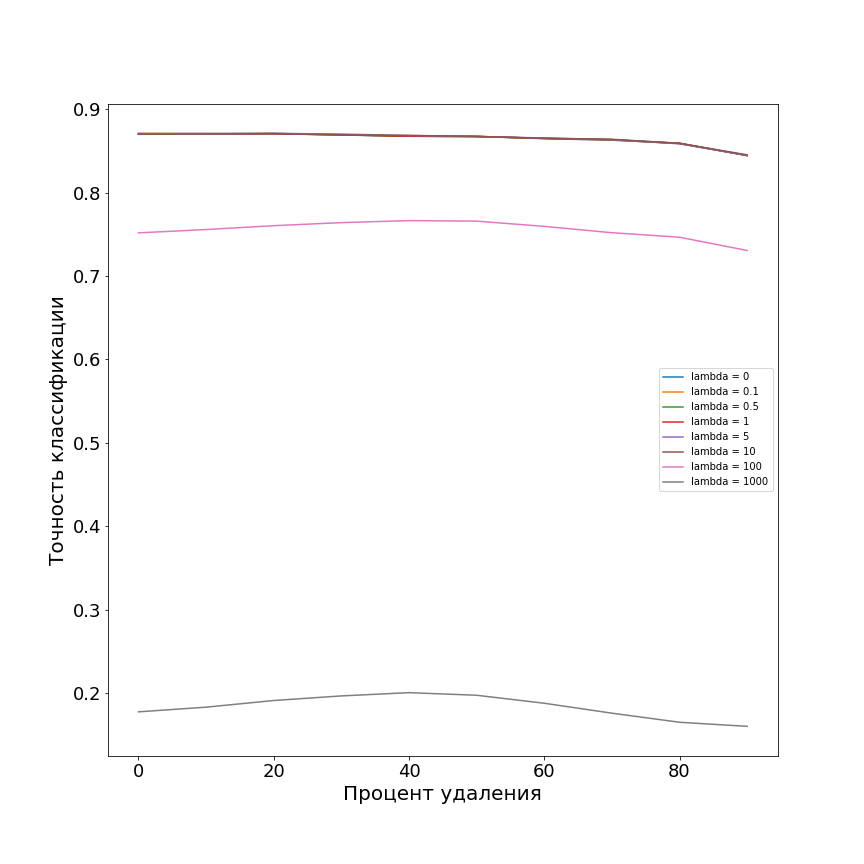 0.9
0.8
0.7
0.6
0.5
0.4
0.3
0.2
Точность классификации
lambda = 0
lambda = 0.1
lambda = 0.5
lambda = 1
lambda = 5
lambda = 10
lambda = 100
lambda = 1000
0 20 40 60 80
Процент удаления